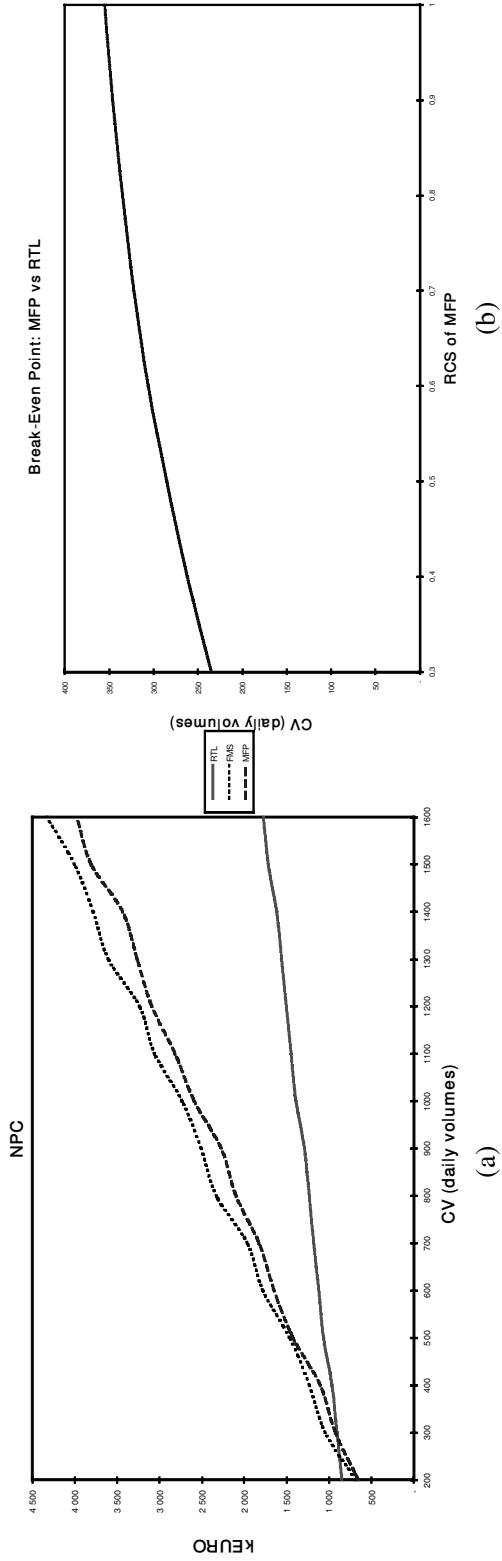 NPC
kEURO
4 500
4 000
3 500
3 000
2 500
2 000
1 500
1 000
500
-
200 300 400 500 600 700 800 900 1000 1100 1200 1300 1400 1500 1600
CV (daily volumes)
RTL
FMS
MFP
(a)
Break-Even Point: MFP vs RTL
CV (daily volumes)
400
350
300
250
200
150
100
50
-
0,3 0,4 0,5 0,6 0,7 0,8 0,9 1
RCS of MFP
(b)